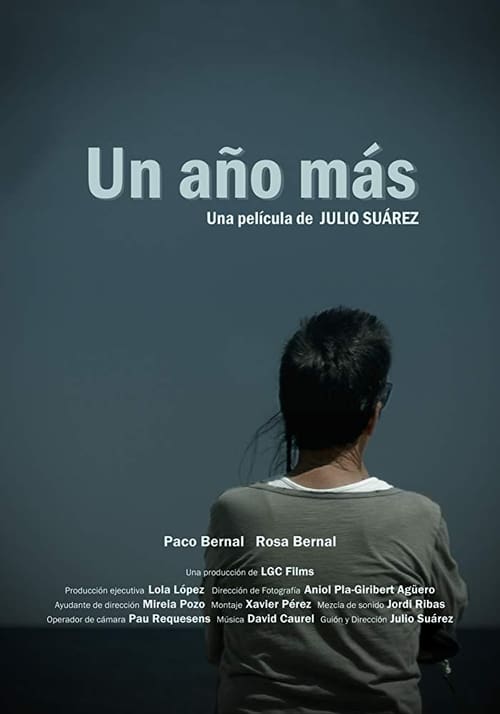 Un año más
Una película de JULIO SUÁREZ
Paco Bernal Rosa Bernal
Una producción de LGC Films
Producción ejecutiva Lola López Dirección de Fotografía Aniol Pla-Giribert Agüero
Ayudante de dirección Mireia Pozo Montaje Xavier Pérez Mezcla de sonido Jordi Ribas
Operador de cámara Pau Requesens Música David Caurel Guión y Dirección Julio Suárez